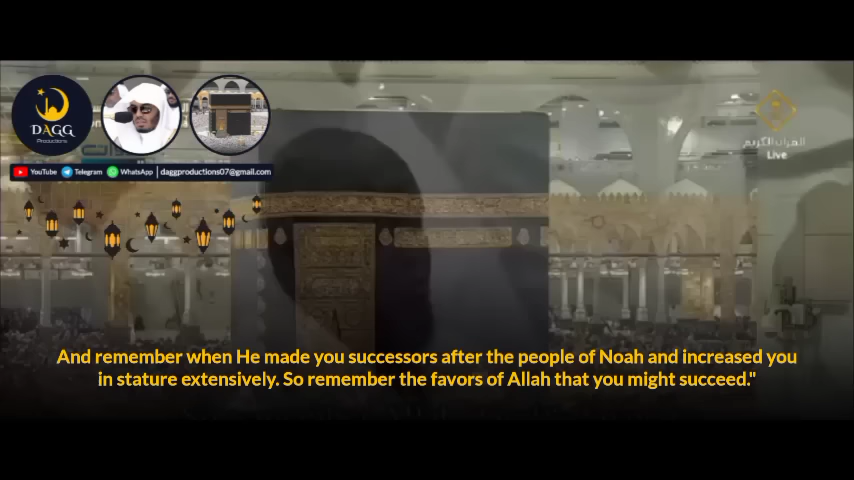 DAGG
Productions
YouTube Telegram WhatsApp daggproductions07@gmail.com
القرآن الكريم
Live
And remember when He made you successors after the people of Noah and increased you
in stature extensively. So remember the favors of Allah that you might succeed."